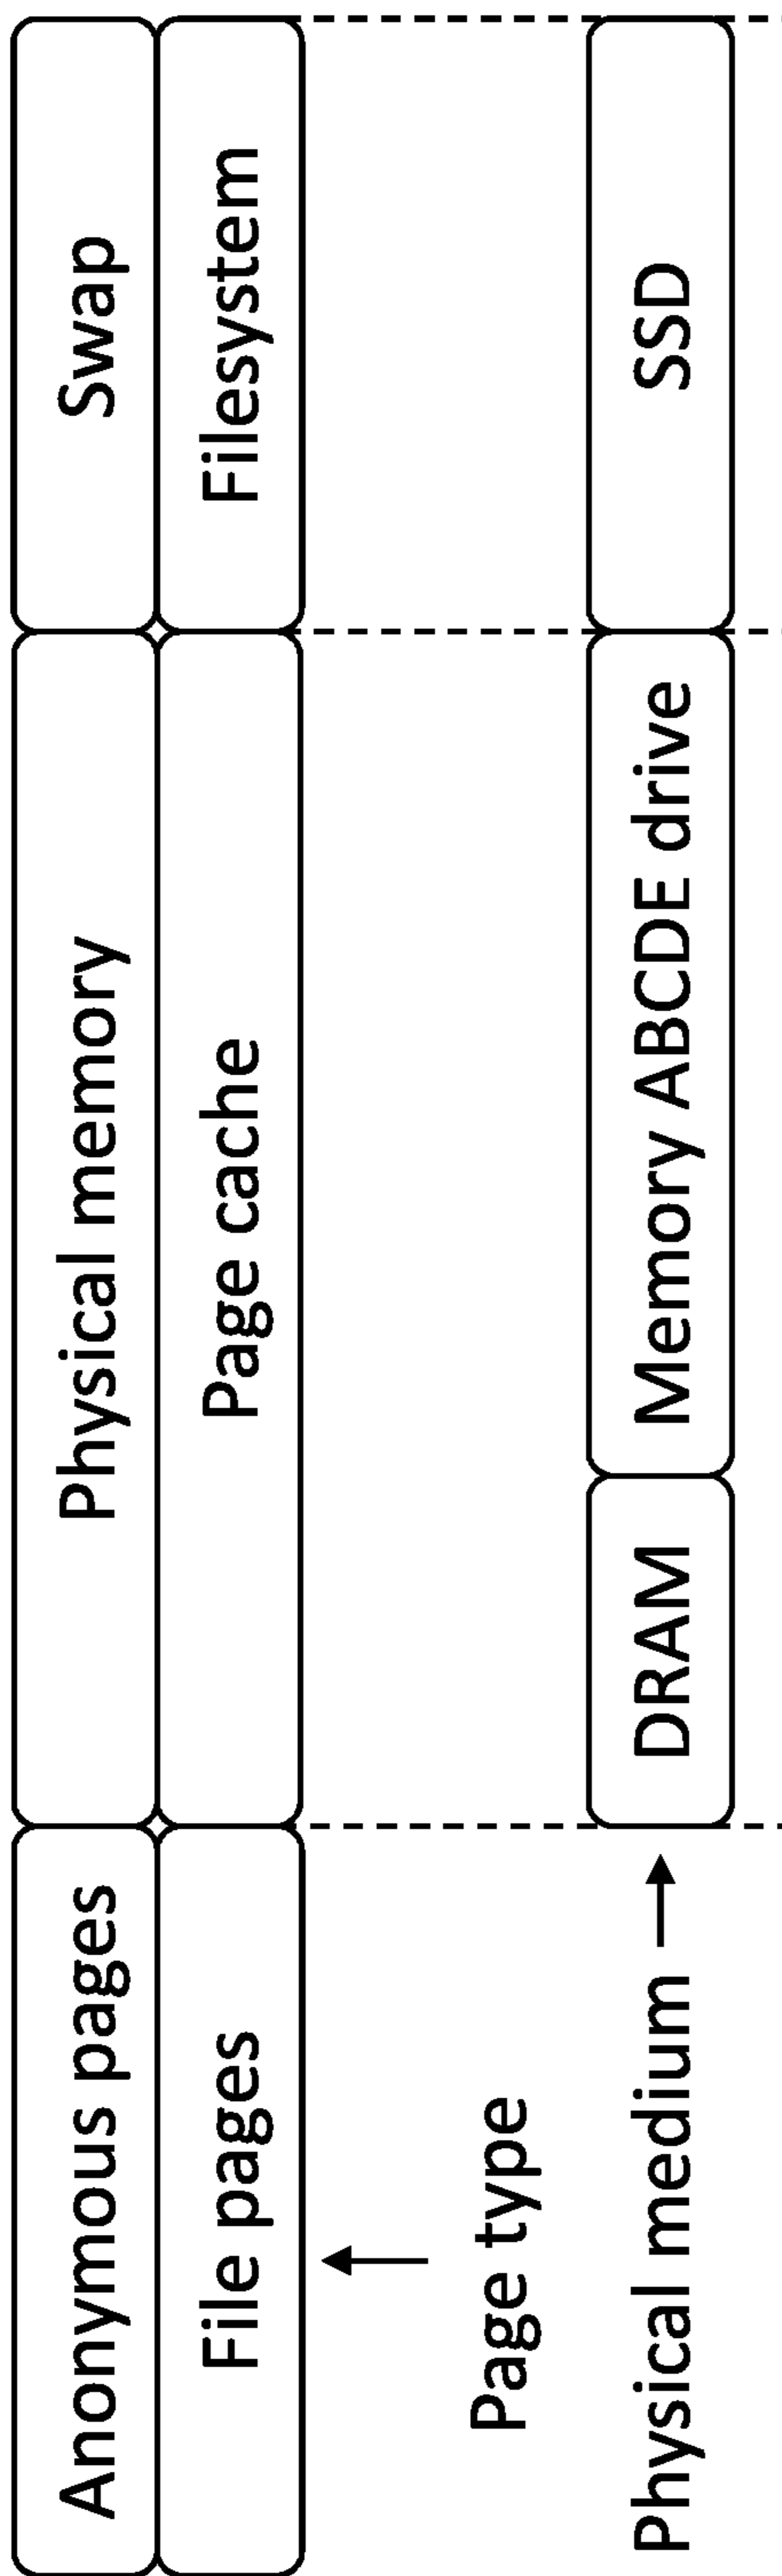 Anonymous pages
Physical memory
Swap
File pages
Page cache
Filesystem
Page type
Physical medium
DRAM
Memory ABCDE drive
SSD